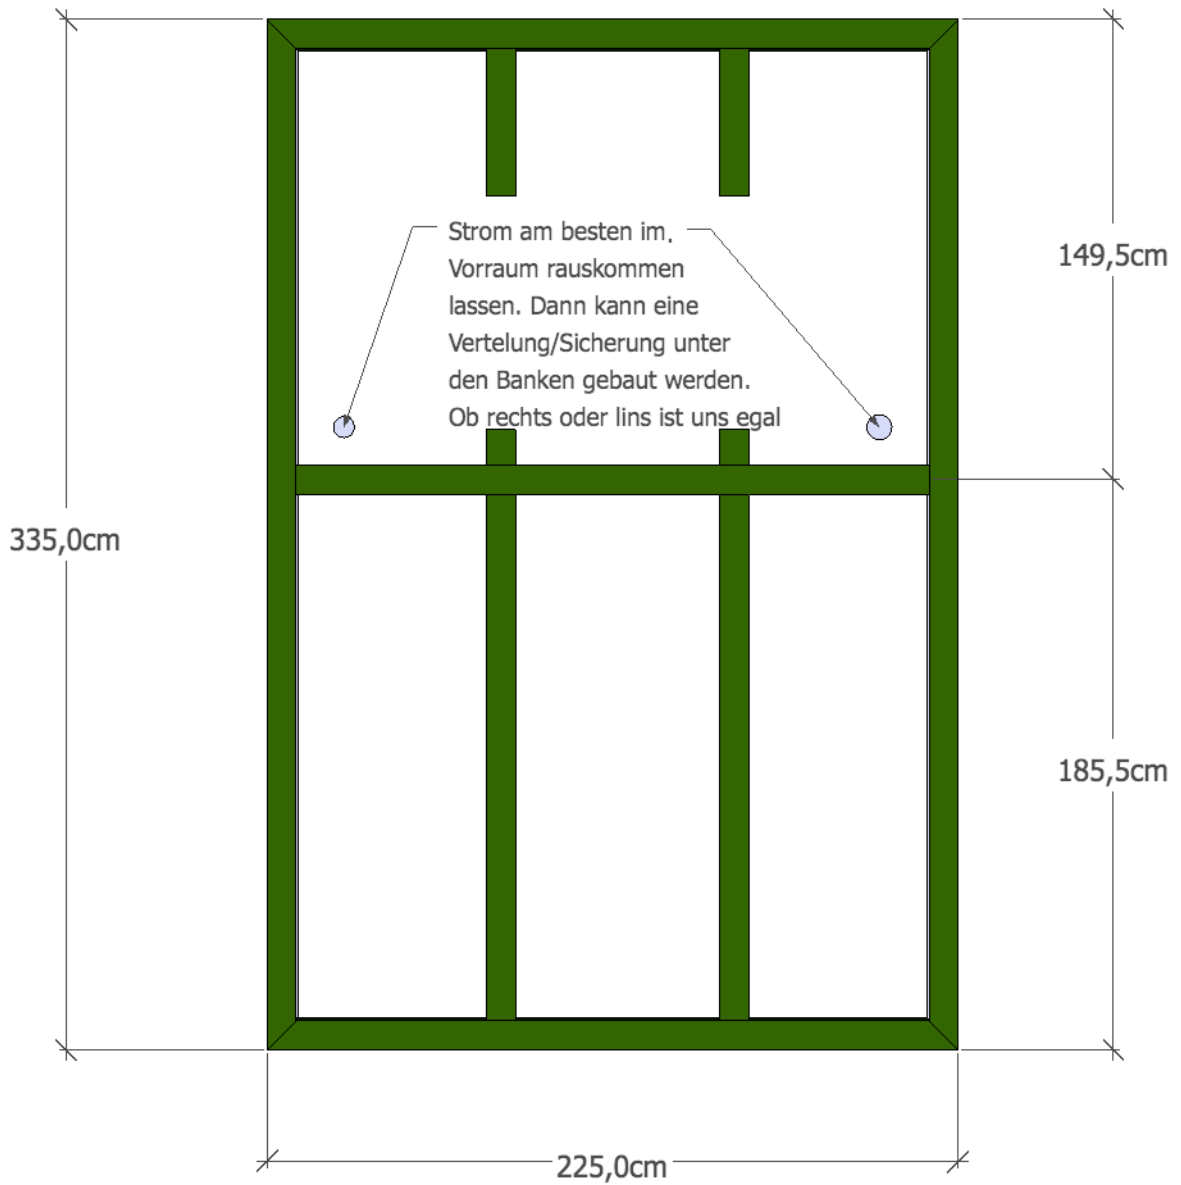 Strom am besten im.
Vorraum rauskommen
lassen. Dann kann eine
Vertelung/Sicherung unter
den Banken gebaut werden.
Ob rechts oder lins ist uns egal
149,5cm
335,0cm
185,5cm
225,0cm